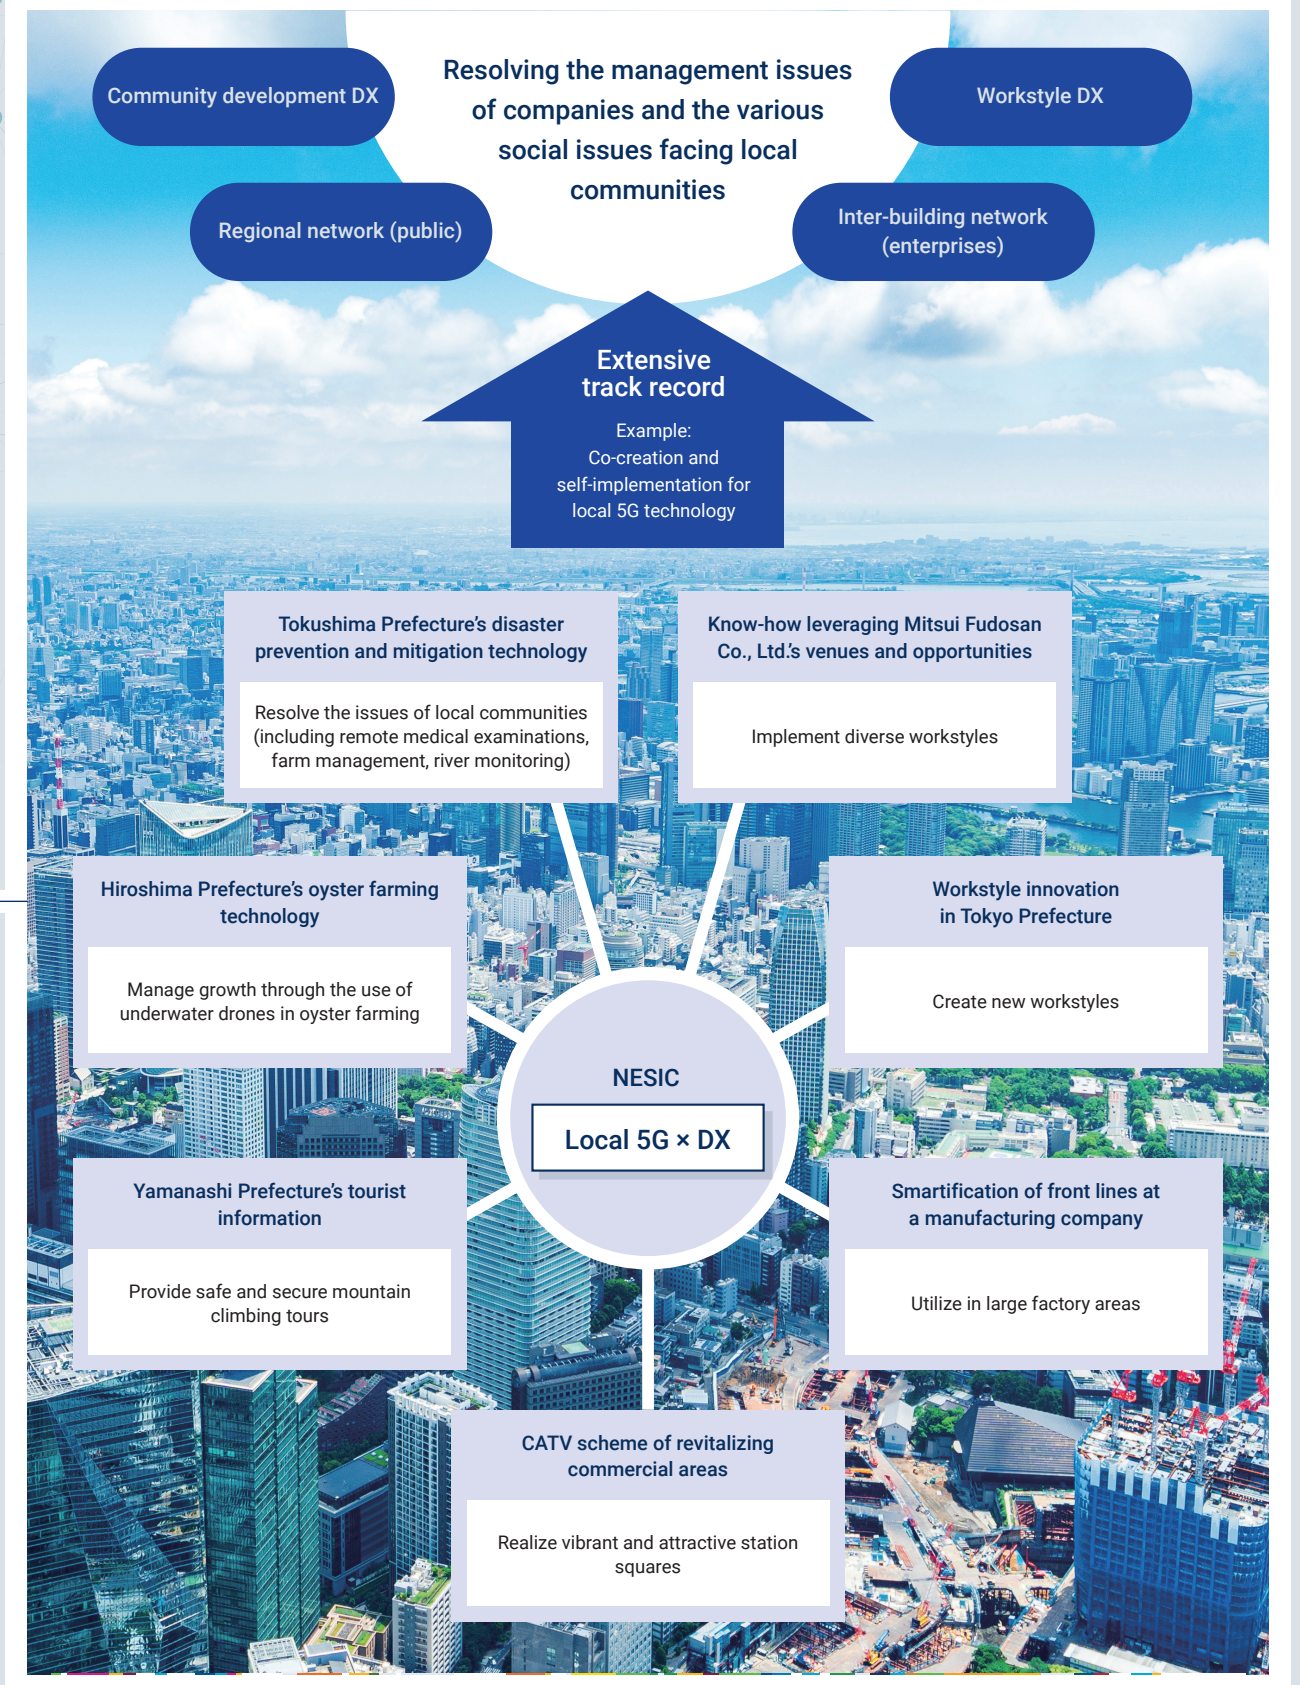 Resolving the management issues
of companies and the various
social issues facing local
communities
Community development DX
Workstyle DX
Regional network (public)
Inter-building network
(enterprises)
Extensive
track record
Example:
Co-creation and
self-implementation for
local 5G technology
Tokushima Prefecture’s disaster
prevention and mitigation technology
Resolve the issues of local communities
(including remote medical examinations,
farm management, river monitoring)
Know-how leveraging Mitsui Fudosan
Co., Ltd.’s venues and opportunities
Implement diverse workstyles
Hiroshima Prefecture’s oyster farming
technology
Manage growth through the use of
underwater drones in oyster farming
Workstyle innovation
in Tokyo Prefecture
Create new workstyles
NESIC
Local 5G × DX
Yamanashi Prefecture’s tourist
information
Provide safe and secure mountain
climbing tours
Smartification of front lines at
a manufacturing company
Utilize in large factory areas
CATV scheme of revitalizing
commercial areas
Realize vibrant and attractive station
squares